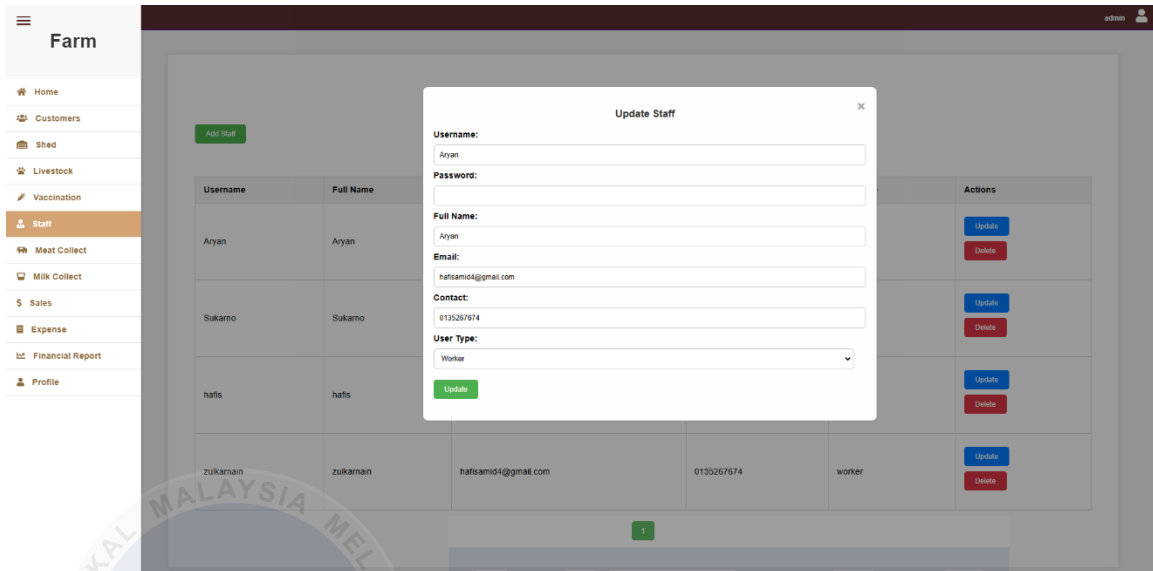 admin
Farm
Home
Customers
Shed
Livestock
Vaccination
Staff
Meat Collect
Milk Collect
$ Sales
Expense
Financial Report
Profile
Add Staff
Username Full Name Actions
Aryan Aryan Update
Delete
Sukarno Sukarno Update
Delete
hafis hafis Update
Delete
zulkarnain zulkarnain hafisamid4@gmail.com 0135267674 worker Update
Delete
1
Update Staff ×
Username:
Aryan
Password:
Full Name:
Aryan
Email:
hafisamid4@gmail.com
Contact:
0135267674
User Type:
Worker
Update
KAL MALAYSIA MEL